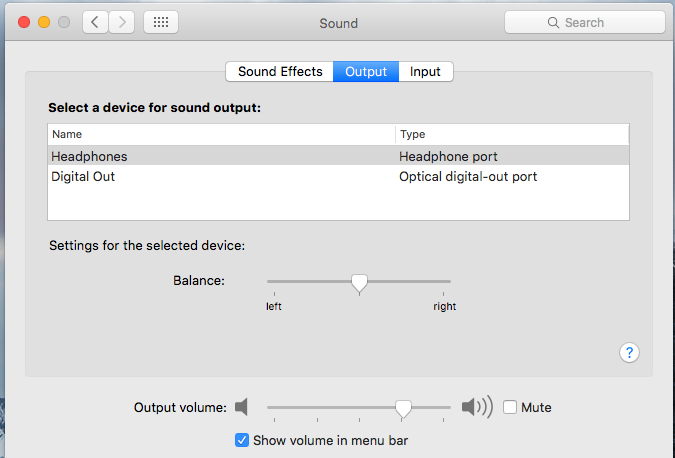 Sound
Search
Sound Effects Output Input
Select a device for sound output:
Name Type
Headphones Headphone port
Digital Out Optical digital-out port
Settings for the selected device:
Balance:
left right
?
Output volume: Mute
Show volume in menu bar